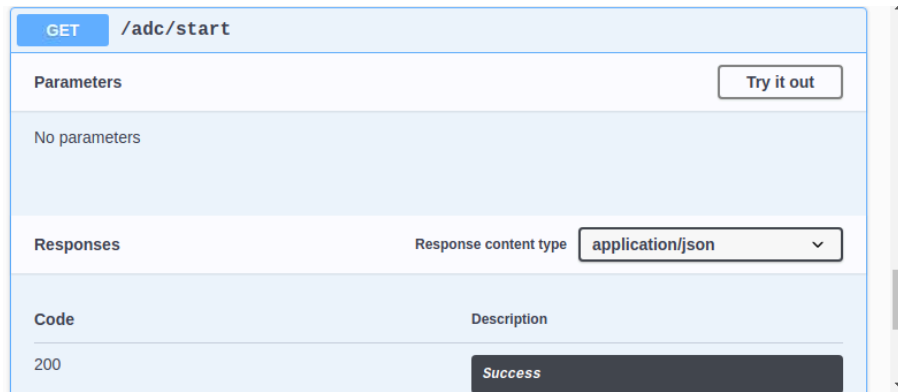 GET /adc/start
Parameters Try it out
No parameters
Responses Response content type application/json
Code Description
200 Success